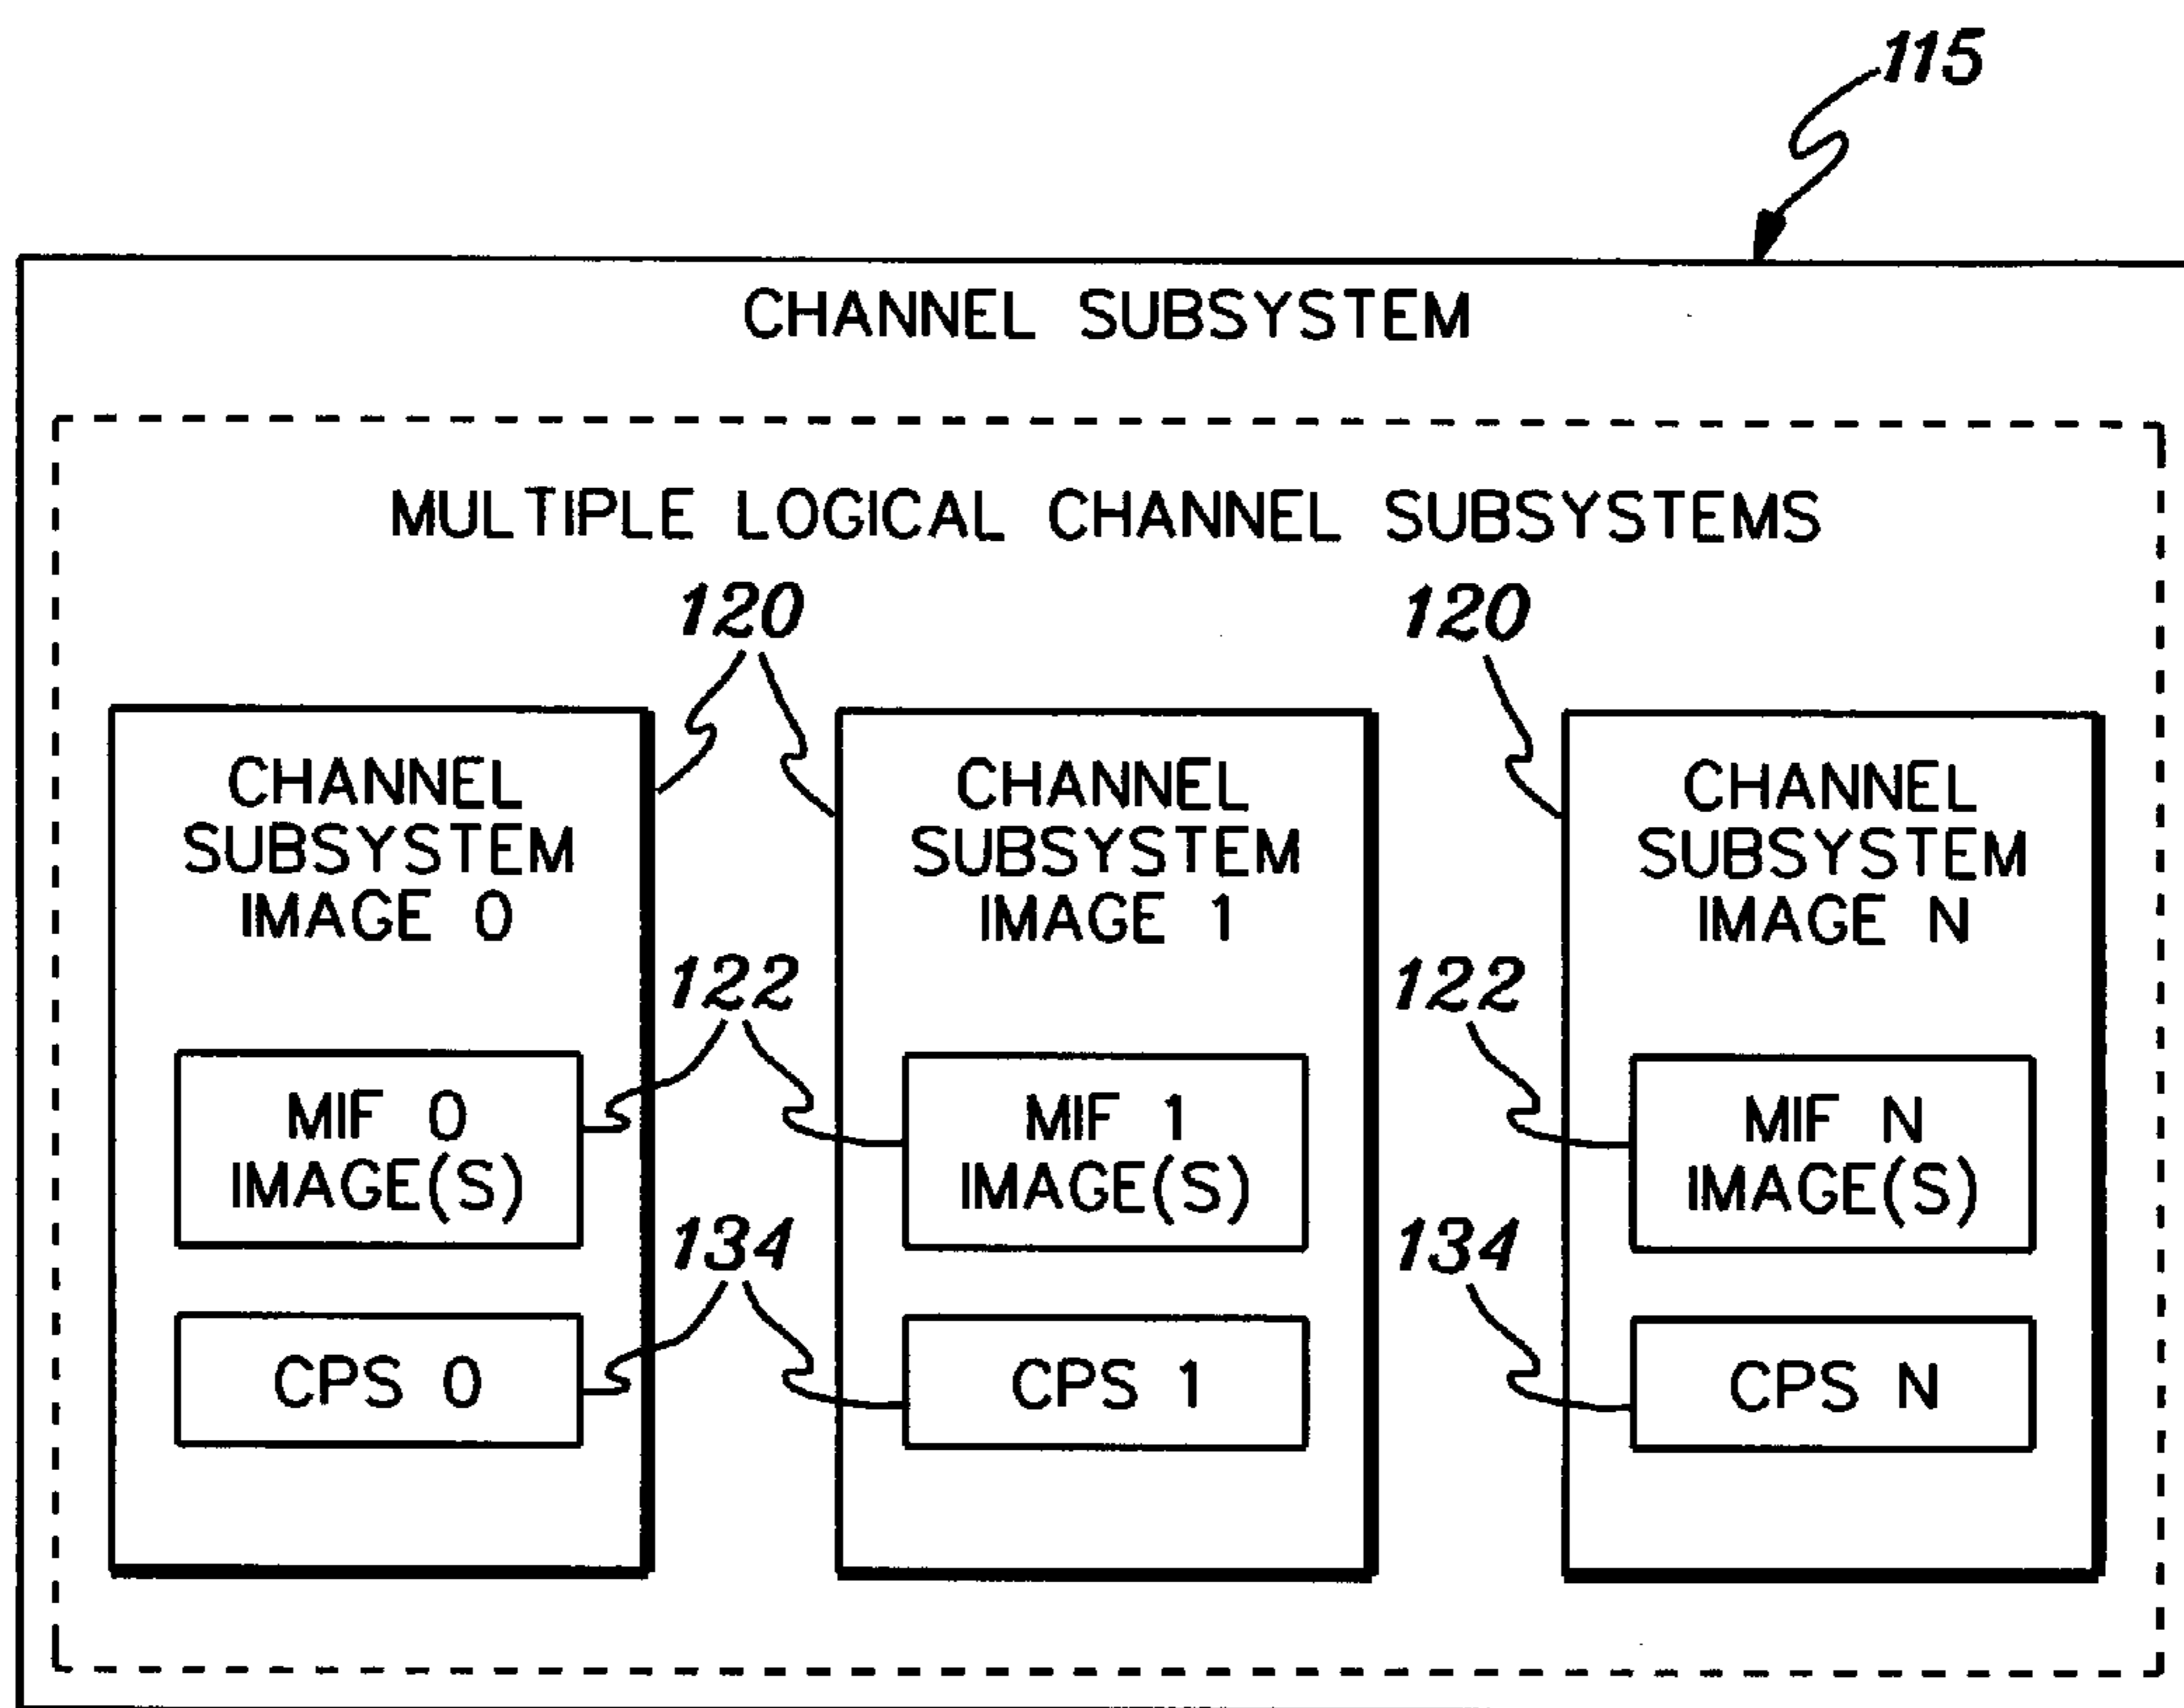 115
CHANNEL SUBSYSTEM
MULTIPLE LOGICAL CHANNEL SUBSYSTEMS
120
120
CHANNEL
SUBSYSTEM
IMAGE 0
CHANNEL
SUBSYSTEM
IMAGE 1
CHANNEL
SUBSYSTEM
IMAGE N
122
122
MIF 0
IMAGE(S)
MIF 1
IMAGE(S)
MIF N
IMAGE(S)
134
134
CPS 0
CPS 1
CPS N